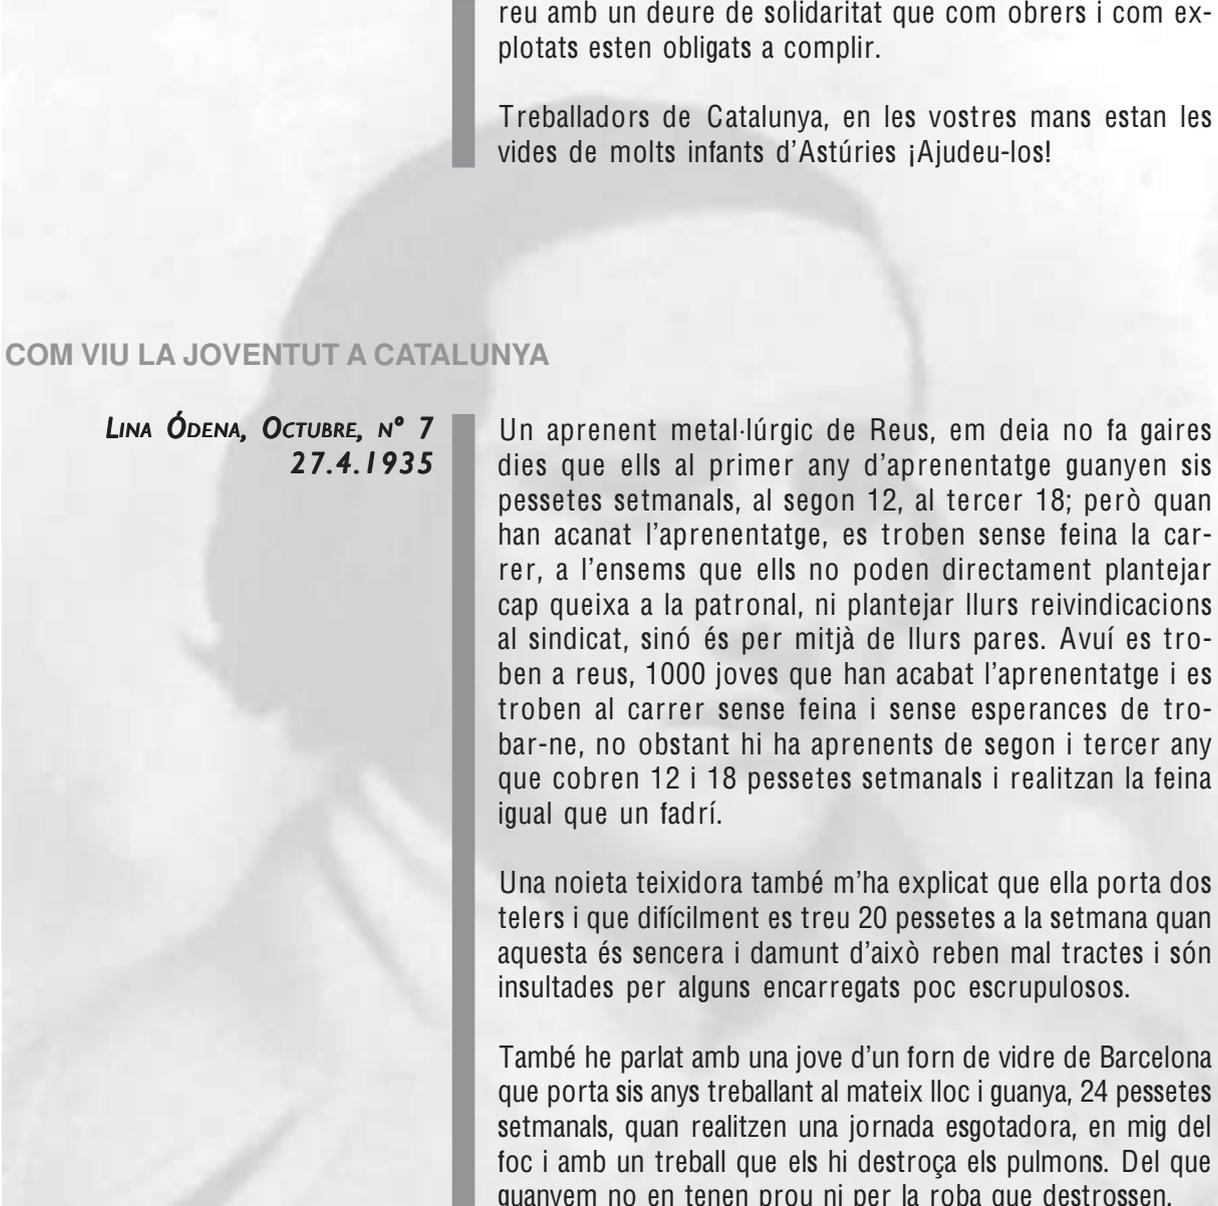 reu amb un deure de solidaritat que com obrers i com ex-
plotats esten obligats a complir.
Treballadors de Catalunya, en les vostres mans estan les
vides de molts infants d'Astúries ¡Ajudeu-los!
COM VIU LA JOVENTUT A CATALUNYA
LINA ÓDENA, OCTUBRE, Nº 7
27.4.1935
Un aprenent metal·lúrgic de Reus, em deia no fa gaires
dies que ells al primer any d'aprenentatge guanyen sis
pessetes setmanals, al segon 12, al tercer 18; però quan
han acanat l'aprenentatge, es troben sense feina la car-
rer, a l'ensems que ells no poden directament plantejar
cap queixa a la patronal, ni plantejar llurs reivindicacions
al sindicat, sinó és per mitjà de llurs pares. Avuí es tro-
ben a reus, 1000 joves que han acabat l'aprenentatge i es
troben al carrer sense feina i sense esperances de tro-
bar-ne, no obstant hi ha aprenents de segon i tercer any
que cobren 12 i 18 pessetes setmanals i realitzan la feina
igual que un fadrí.
Una noieta teixidora també m'ha explicat que ella porta dos
telers i que difícilment es treu 20 pessetes a la setmana quan
aquesta és sencera i damunt d'això reben mal tractes i són
insultades per alguns encarregats poc escrupulosos.
També he parlat amb una jove d'un forn de vidre de Barcelona
que porta sis anys treballant al mateix lloc i guanya, 24 pessetes
setmanals, quan realitzen una jornada esgotadora, en mig del
foc i amb un treball que els hi destroça els pulmons. Del que
guanyem no en tenen prou ni per la roba que destrossen.